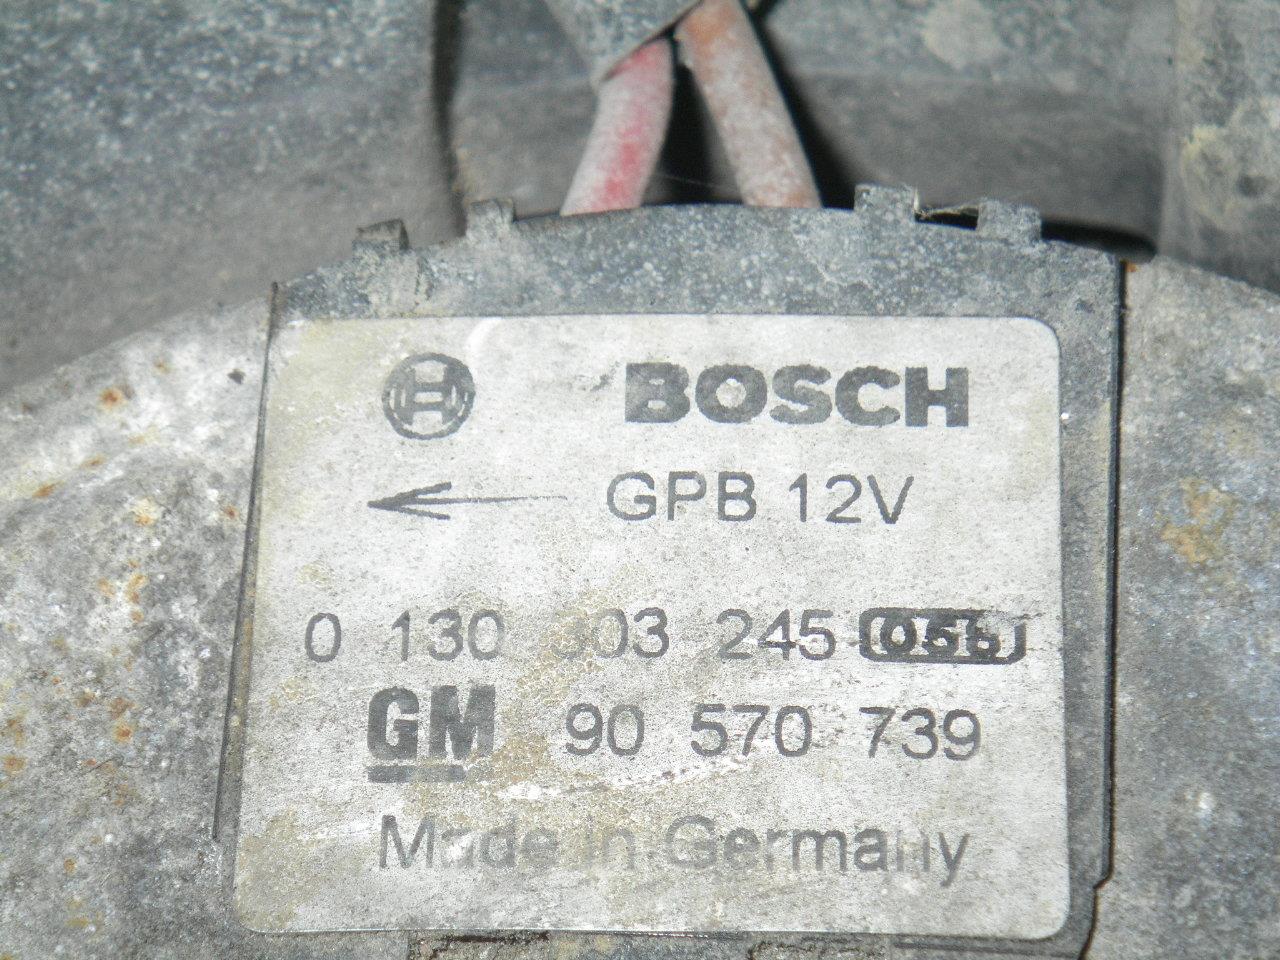 BOSCH
GPB 12V
0 130 303 245
GM 90 570 739
Made in Germany